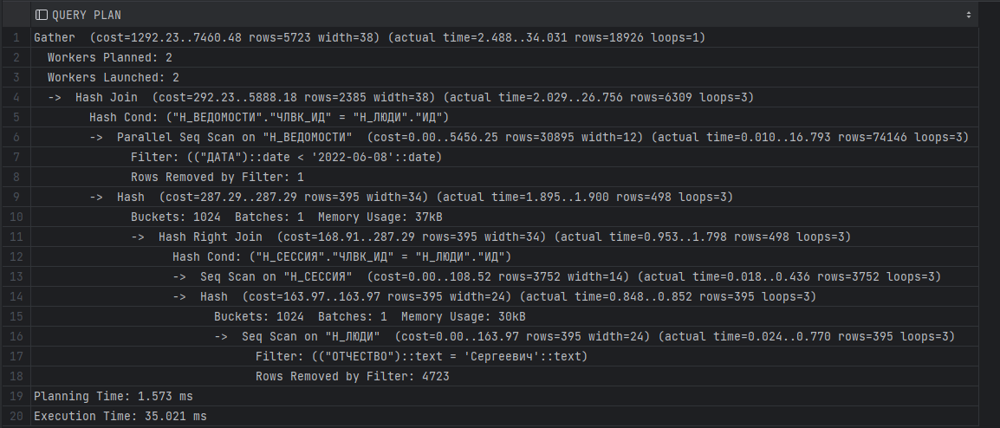 QUERY PLAN
1 Gather  (cost=1292.23..7460.48 rows=5723 width=38) (actual time=2.488..34.031 rows=18926 loops=1)
2   Workers Planned: 2
3   Workers Launched: 2
4   ->  Hash Join  (cost=292.23..5888.18 rows=2385 width=38) (actual time=2.029..26.756 rows=6309 loops=3)
5         Hash Cond: ("Н_ВЕДОМОСТИ"."ЧЛВК_ИД" = "Н_ЛЮДИ"."ИД")
6         ->  Parallel Seq Scan on "Н_ВЕДОМОСТИ"  (cost=0.00..5456.25 rows=30895 width=12) (actual time=0.010..16.793 rows=74146 loops=3)
7               Filter: (("ДАТА")::date < '2022-06-08'::date)
8               Rows Removed by Filter: 1
9         ->  Hash  (cost=287.29..287.29 rows=395 width=34) (actual time=1.895..1.900 rows=498 loops=3)
10               Buckets: 1024  Batches: 1  Memory Usage: 37kB
11               ->  Hash Right Join  (cost=168.91..287.29 rows=395 width=34) (actual time=0.953..1.798 rows=498 loops=3)
12                     Hash Cond: ("Н_СЕССИЯ"."ЧЛВК_ИД" = "Н_ЛЮДИ"."ИД")
13                     ->  Seq Scan on "Н_СЕССИЯ"  (cost=0.00..108.52 rows=3752 width=14) (actual time=0.018..0.436 rows=3752 loops=3)
14                     ->  Hash  (cost=163.97..163.97 rows=395 width=24) (actual time=0.848..0.852 rows=395 loops=3)
15                           Buckets: 1024  Batches: 1  Memory Usage: 30kB
16                           ->  Seq Scan on "Н_ЛЮДИ"  (cost=0.00..163.97 rows=395 width=24) (actual time=0.024..0.770 rows=395 loops=3)
17                                 Filter: (("ОТЧЕСТВО")::text = 'Сергеевич'::text)
18                                 Rows Removed by Filter: 4723
19 Planning Time: 1.573 ms
20 Execution Time: 35.021 ms